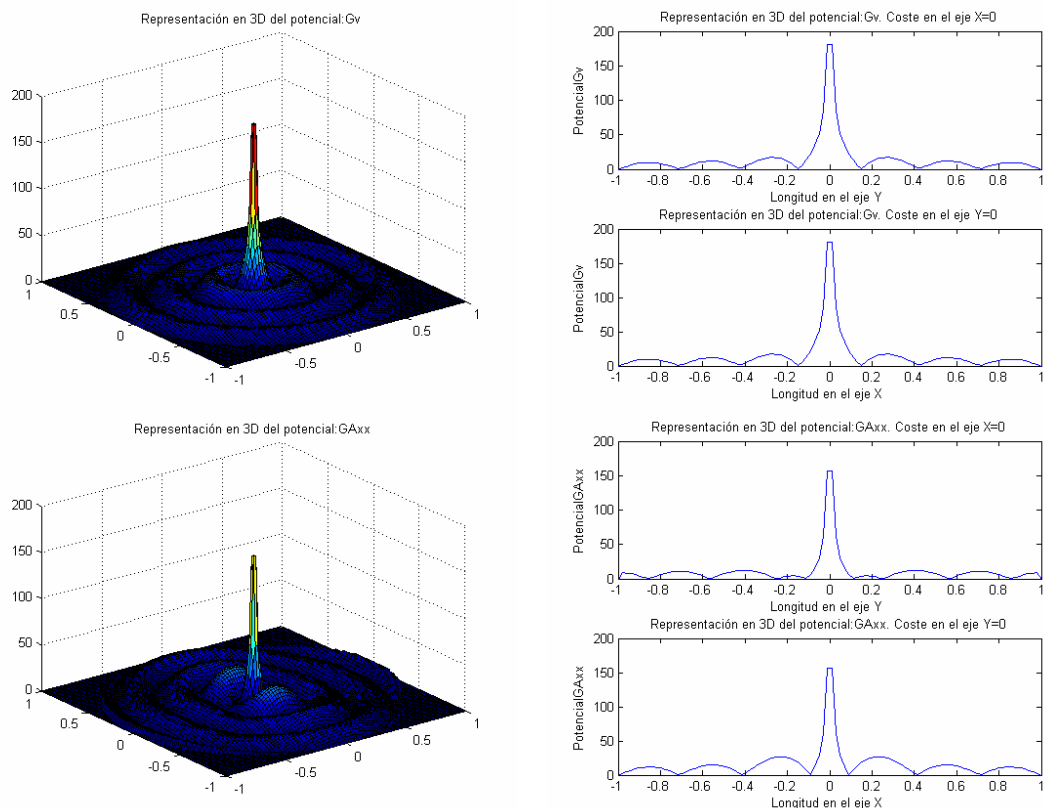 Representación en 3D del potencial:Gv
200
150
100
50
0
1
0.5
0
-0.5
-1
-1
-0.5
0
0.5
1
Representación en 3D del potencial:Gv. Coste en el eje X=0
PotencialGv
200
150
100
50
0
-1 -0.8 -0.6 -0.4 -0.2 0 0.2 0.4 0.6 0.8 1
Longitud en el eje Y
Representación en 3D del potencial:Gv. Coste en el eje Y=0
PotencialGv
200
150
100
50
0
-1 -0.8 -0.6 -0.4 -0.2 0 0.2 0.4 0.6 0.8 1
Longitud en el eje X
Representación en 3D del potencial:GAxx
200
150
100
50
0
1
0.5
0
-0.5
-1
-1
-0.5
0
0.5
1
Representación en 3D del potencial:GAxx. Coste en el eje X=0
PotencialGAxx
200
150
100
50
0
-1 -0.8 -0.6 -0.4 -0.2 0 0.2 0.4 0.6 0.8 1
Longitud en el eje Y
Representación en 3D del potencial:GAxx. Coste en el eje Y=0
PotencialGAxx
200
150
100
50
0
-1 -0.8 -0.6 -0.4 -0.2 0 0.2 0.4 0.6 0.8 1
Longitud en el eje X